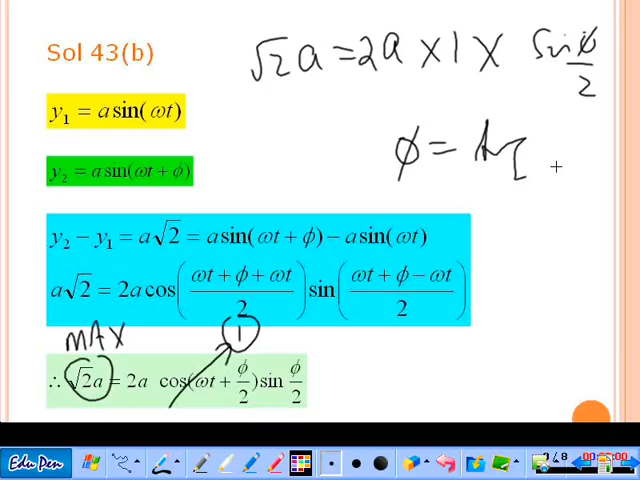 Sol 43(b)
√2 a = 2a × 1 × sin ϕ/2
y₁ = a sin(ωt)
ϕ =
y₂ = a sin(ωt + ϕ)
y₂ − y₁ = a√2 = a sin(ωt + ϕ) − a sin(ωt)
a√2 = 2a cos((ωt + ϕ + ωt)/2) sin((ωt + ϕ − ωt)/2)
MAX
1
∴ √2a = 2a cos(ωt + ϕ/2) sin ϕ/2
Edu Pen